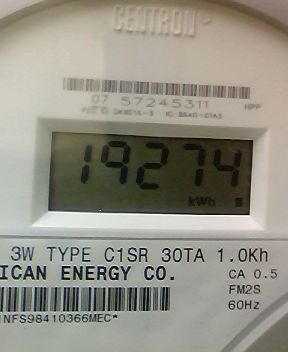 CENTRON
07 57245311 HPP
19274
kWh
3W TYPE C1SR 30TA 1.0Kh
ICAN ENERGY CO. CA 0.5
FM2S
NFS98410366MEC* 60Hz